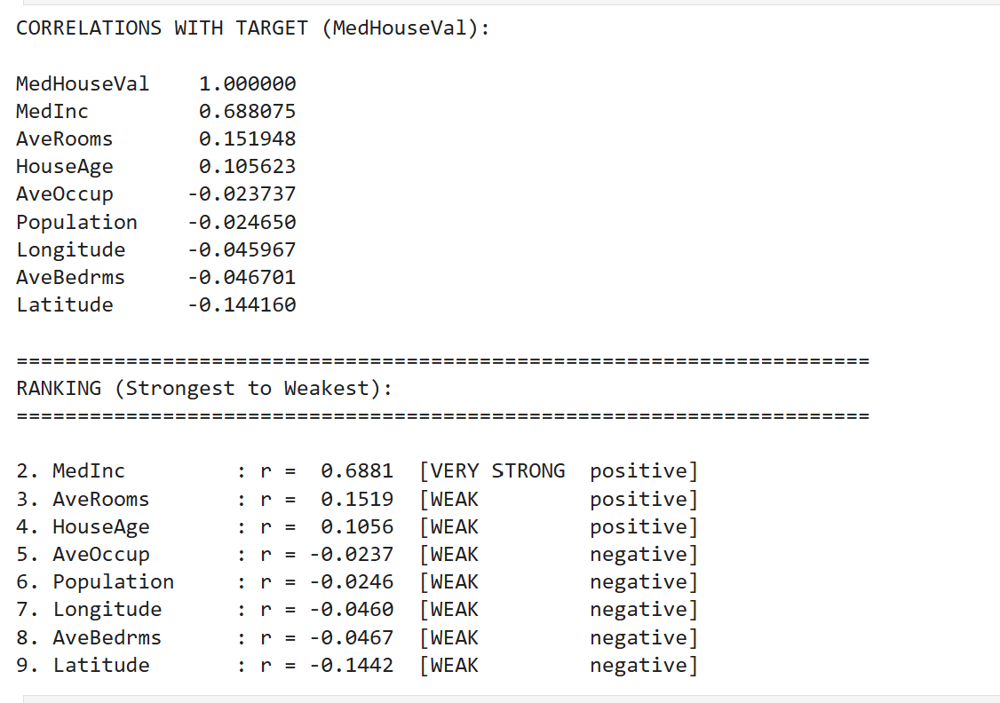 CORRELATIONS WITH TARGET (MedHouseVal):
MedHouseVal    1.000000
MedInc         0.688075
AveRooms       0.151948
HouseAge       0.105623
AveOccup      -0.023737
Population    -0.024650
Longitude     -0.045967
AveBedrms     -0.046701
Latitude      -0.144160
======================================================================
RANKING (Strongest to Weakest):
======================================================================
2. MedInc         : r =  0.6881  [VERY STRONG  positive]
3. AveRooms       : r =  0.1519  [WEAK         positive]
4. HouseAge       : r =  0.1056  [WEAK         positive]
5. AveOccup       : r = -0.0237  [WEAK         negative]
6. Population     : r = -0.0246  [WEAK         negative]
7. Longitude      : r = -0.0460  [WEAK         negative]
8. AveBedrms      : r = -0.0467  [WEAK         negative]
9. Latitude       : r = -0.1442  [WEAK         negative]